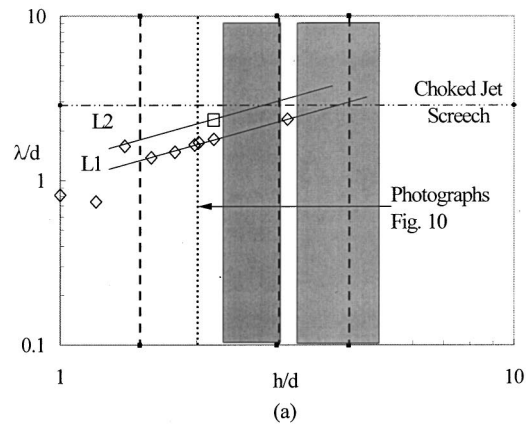 10
Choked Jet
Screech
L2
λ/d
L1
1
Photographs
Fig. 10
0.1
1
h/d
10
(a)